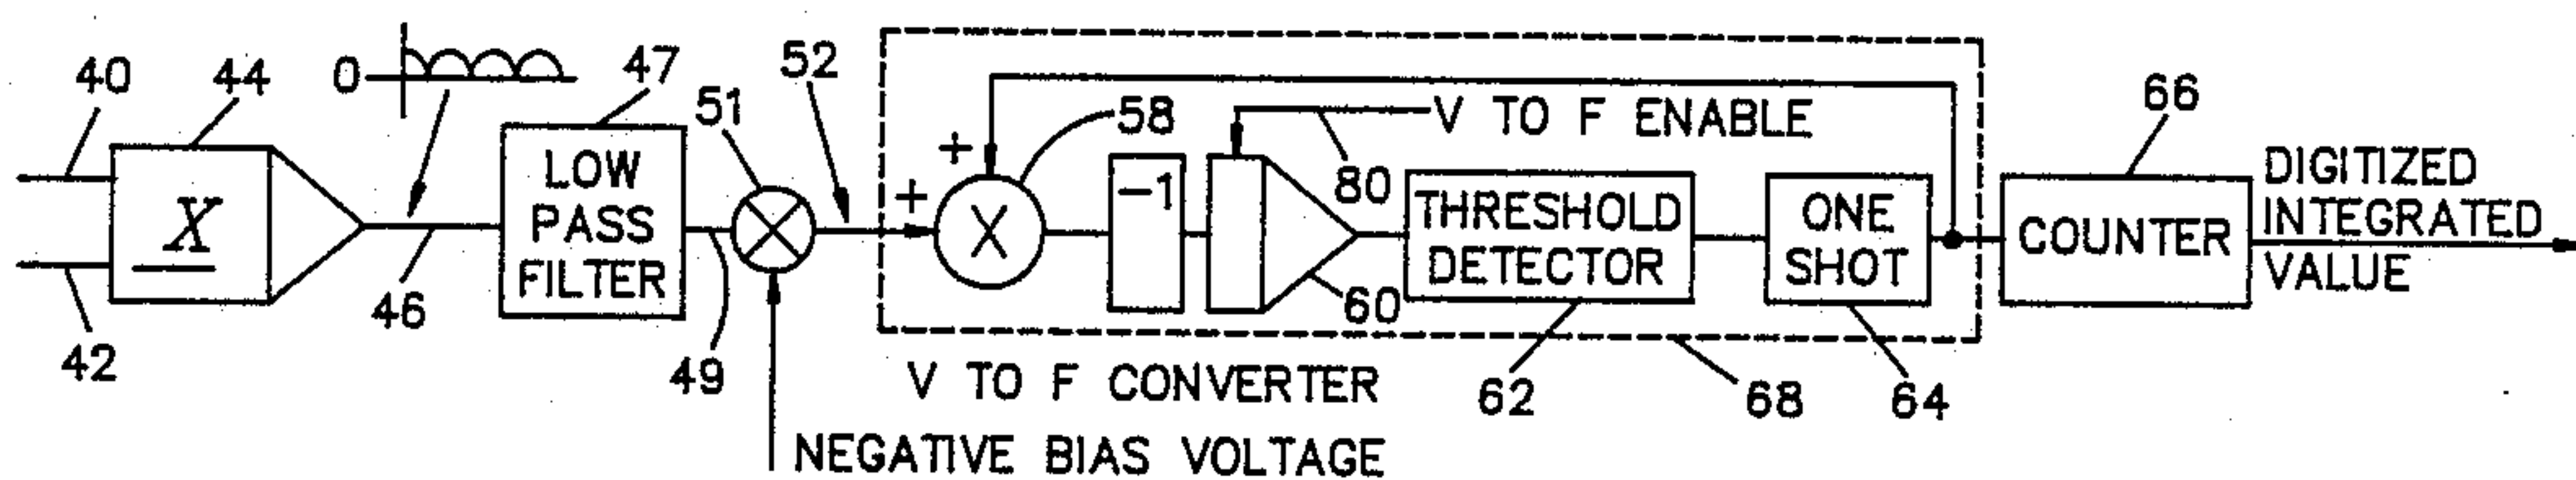 40
44
0
47
51
52
58
V TO F ENABLE
66
X
LOW
PASS
FILTER
+
+
X
-1
80
THRESHOLD
DETECTOR
ONE
SHOT
COUNTER
DIGITIZED
INTEGRATED
VALUE
42
46
49
60
62
68
64
V TO F CONVERTER
NEGATIVE BIAS VOLTAGE